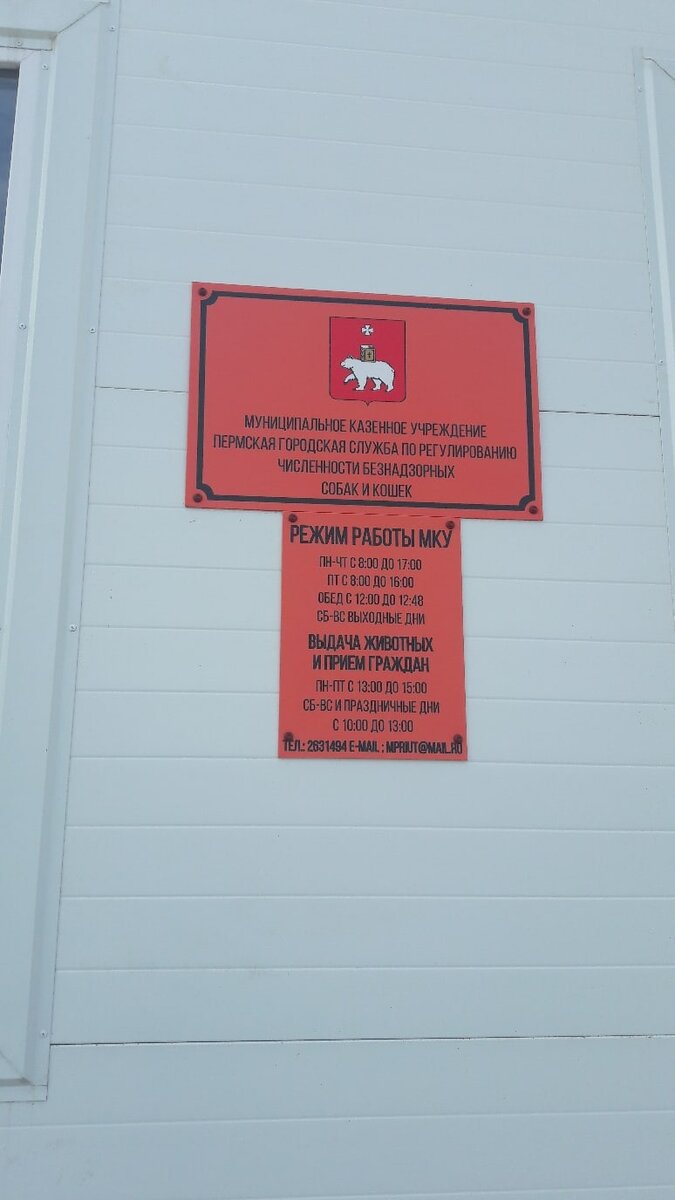 МУНИЦИПАЛЬНОЕ КАЗЕННОЕ УЧРЕЖДЕНИЕ
ПЕРМСКАЯ ГОРОДСКАЯ СЛУЖБА ПО РЕГУЛИРОВАНИЮ
ЧИСЛЕННОСТИ БЕЗНАДЗОРНЫХ
СОБАК И КОШЕК
РЕЖИМ РАБОТЫ МКУ
ПН-ЧТ С 8:00 ДО 17:00
ПТ С 8:00 ДО 16:00
ОБЕД С 12:00 ДО 12:48
СБ-ВС ВЫХОДНЫЕ ДНИ
ВЫДАЧА ЖИВОТНЫХ
И ПРИЕМ ГРАЖДАН
ПН-ПТ С 13:00 ДО 15:00
СБ-ВС И ПРАЗДНИЧНЫЕ ДНИ
С 10:00 ДО 13:00
ТЕЛ.: 2631494 E-MAIL ; MPRIUT@MAIL.RU